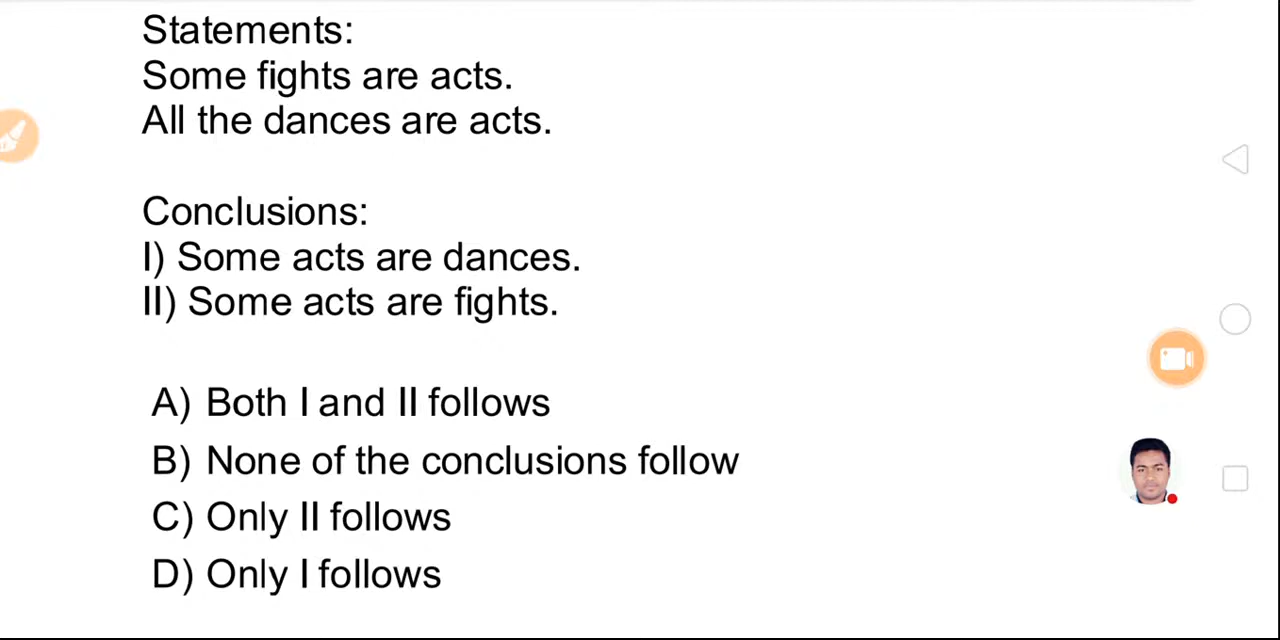 Statements:
Some fights are acts.
All the dances are acts.
Conclusions:
I) Some acts are dances.
II) Some acts are fights.
A) Both I and II follows
B) None of the conclusions follow
C) Only II follows
D) Only I follows